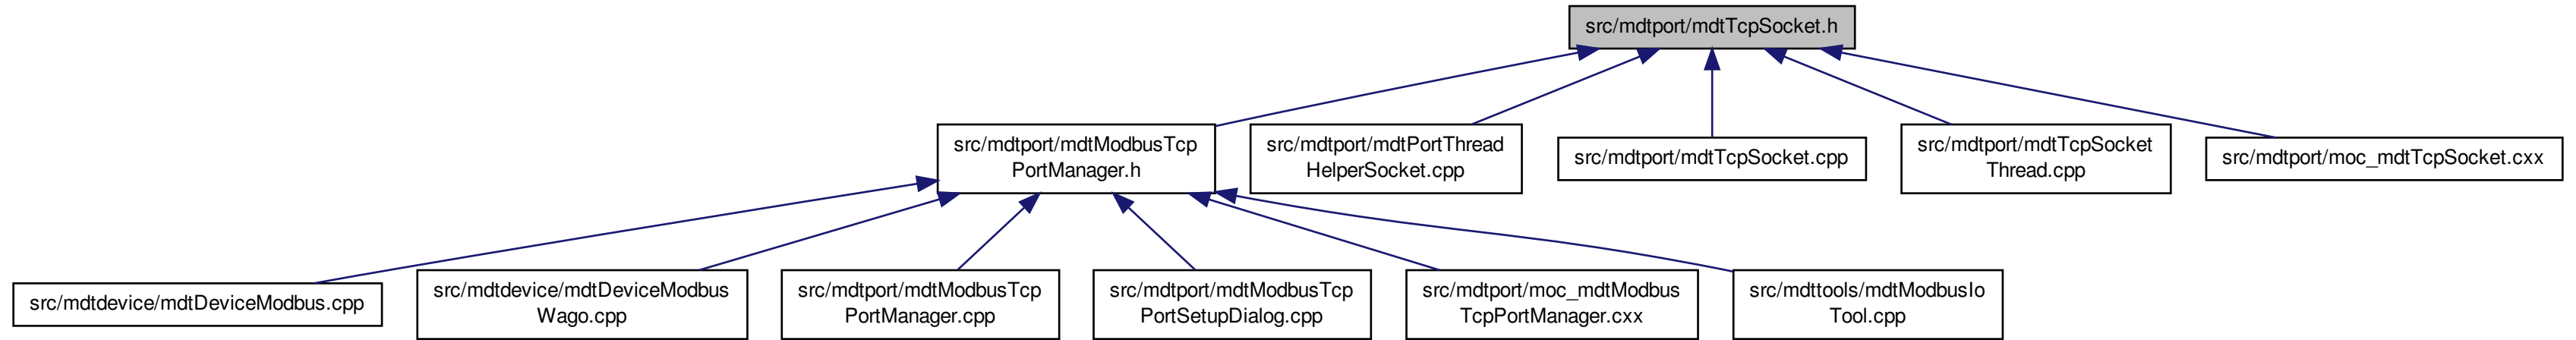 src/mdtport/mdtTcpSocket.h
src/mdtport/mdtModbusTcp
PortManager.h
src/mdtport/mdtPortThread
HelperSocket.cpp
src/mdtport/mdtTcpSocket.cpp
src/mdtport/mdtTcpSocket
Thread.cpp
src/mdtport/moc_mdtTcpSocket.cxx
src/mdtdevice/mdtDeviceModbus.cpp
src/mdtdevice/mdtDeviceModbus
Wago.cpp
src/mdtport/mdtModbusTcp
PortManager.cpp
src/mdtport/mdtModbusTcp
PortSetupDialog.cpp
src/mdtport/moc_mdtModbus
TcpPortManager.cxx
src/mdttools/mdtModbusIo
Tool.cpp